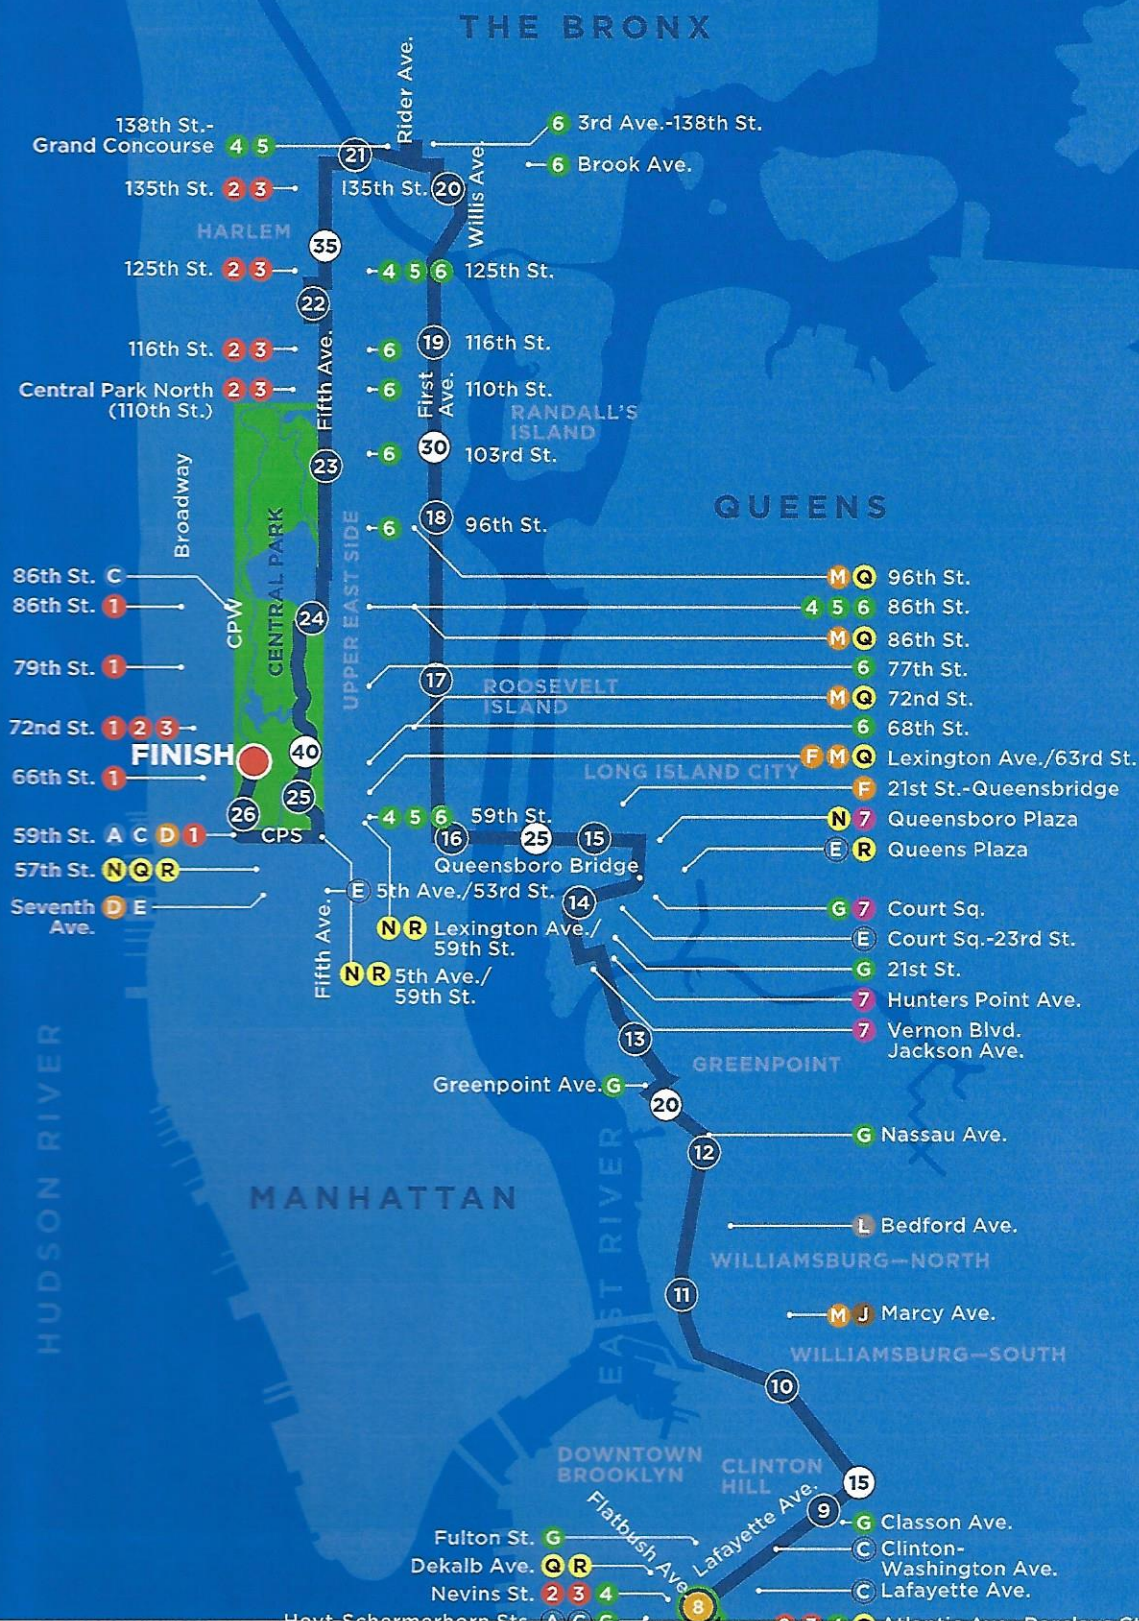 THE BRONX
Rider Ave.
138th St.-
Grand Concourse 4 5
6 3rd Ave.-138th St.
21
6 Brook Ave.
135th St. 2 3
135th St. 20
Willis Ave.
HARLEM
35
125th St. 2 3
4 5 6 125th St.
22
116th St. 2 3
6 19 116th St.
Fifth Ave.
Central Park North 2 3
(110th St.)
6 110th St.
First
Ave.
RANDALL'S
ISLAND
30
6 103rd St.
23
Broadway
QUEENS
18
6 96th St.
UPPER EAST SIDE
CENTRAL PARK
CPW
86th St. C
M Q 96th St.
86th St. 1
4 5 6 86th St.
24
M Q 86th St.
79th St. 1
6 77th St.
17
ROOSEVELT
ISLAND
M Q 72nd St.
72nd St. 1 2 3
6 68th St.
FINISH
40
F M Q Lexington Ave./63rd St.
LONG ISLAND CITY
66th St. 1
F 21st St.-Queensbridge
25
26
4 5 6 59th St.
N 7 Queensboro Plaza
59th St. A C D 1
CPS
16 25 15
E R Queens Plaza
Queensboro Bridge
57th St. N Q R
E 5th Ave./53rd St.
14
Seventh D E
Ave.
G 7 Court Sq.
Fifth Ave.
N R Lexington Ave./
59th St.
E Court Sq.-23rd St.
N R 5th Ave./
59th St.
G 21st St.
7 Hunters Point Ave.
7 Vernon Blvd.
Jackson Ave.
13
GREENPOINT
Greenpoint Ave. G
20
G Nassau Ave.
12
HUDSON RIVER
MANHATTAN
EAST RIVER
L Bedford Ave.
WILLIAMSBURG—NORTH
11
M J Marcy Ave.
WILLIAMSBURG—SOUTH
10
DOWNTOWN
BROOKLYN
CLINTON
HILL
15
Flatbush Ave.
Lafayette Ave.
9
G Classon Ave.
Fulton St. G
C Clinton-
Washington Ave.
Dekalb Ave. Q R
C Lafayette Ave.
Nevins St. 2 3 4
8
Hoyt-Schermerhorn Sts.